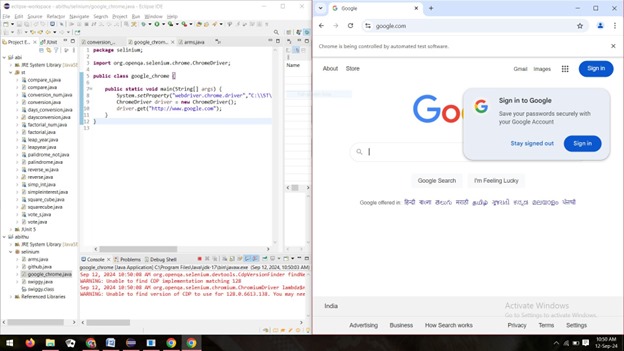 eclipse-workspace - abithu/selenium/google_chrome.java - Eclipse IDE
File Edit Source Refactor Navigate Search Project Run Window Help
Project E...
JUnit
abi
JRE System Library [JavaSE
st
compare_s.java
compare.java
conversion_num.java
conversion.java
days_conversion.java
daysconversion.java
factorial_num.java
factorial.java
leap_year.java
leapyear.java
palindrome_not.java
palindrome.java
reverse_w.java
reverse.java
simp_int.java
simpleinterest.java
square_cube.java
squarecube.java
vote_s.java
vote.java
JUnit 5
abithu
JRE System Library [JavaSE
selenium
arms.java
github.java
google_chrome.java
swiggy.java
swiggy.class
Referenced Libraries
conversion_...
google_chrom...
arms.java
1 package selenium;
2
3 import org.openqa.selenium.chrome.ChromeDriver;
4
5 public class google_chrome {
6
7 public static void main(String[] args) {
8 System.setProperty("webdriver.chrome.driver","C:\\ST\
9 ChromeDriver driver = new ChromeDriver();
10 driver.get("http://www.google.com");
11 }
12 }
13
Name
Console
Problems
Debug Shell
google_chrome [Java Application] C:\Program Files\Java\jdk-17\bin\javaw.exe (Sep 12, 2024, 10:50:03 AM)
Sep 12, 2024 10:50:08 AM org.openqa.selenium.devtools.CdpVersionFinder findNe
WARNING: Unable to find CDP implementation matching 128
Sep 12, 2024 10:50:08 AM org.openqa.selenium.chromium.ChromiumDriver lambda$n
WARNING: Unable to find version of CDP to use for 128.0.6613.138. You may nee
Google
google.com
Chrome is being controlled by automated test software.
About Store
Gmail Images
Sign in
Goo
Sign in to Google
Save your passwords securely with
your Google Account
Stay signed out
Sign in
Google Search
I'm Feeling Lucky
Google offered in: हिन्दी বাংলা తెలుగు मराठी தமிழ் ગુજરાતી ಕನ್ನಡ മലയാളം ਪੰਜਾਬੀ
India
Activate Windows
Go to Settings to activate Windows.
Advertising Business How Search works
Privacy Terms Settings
10:50 AM
12-Sep-24